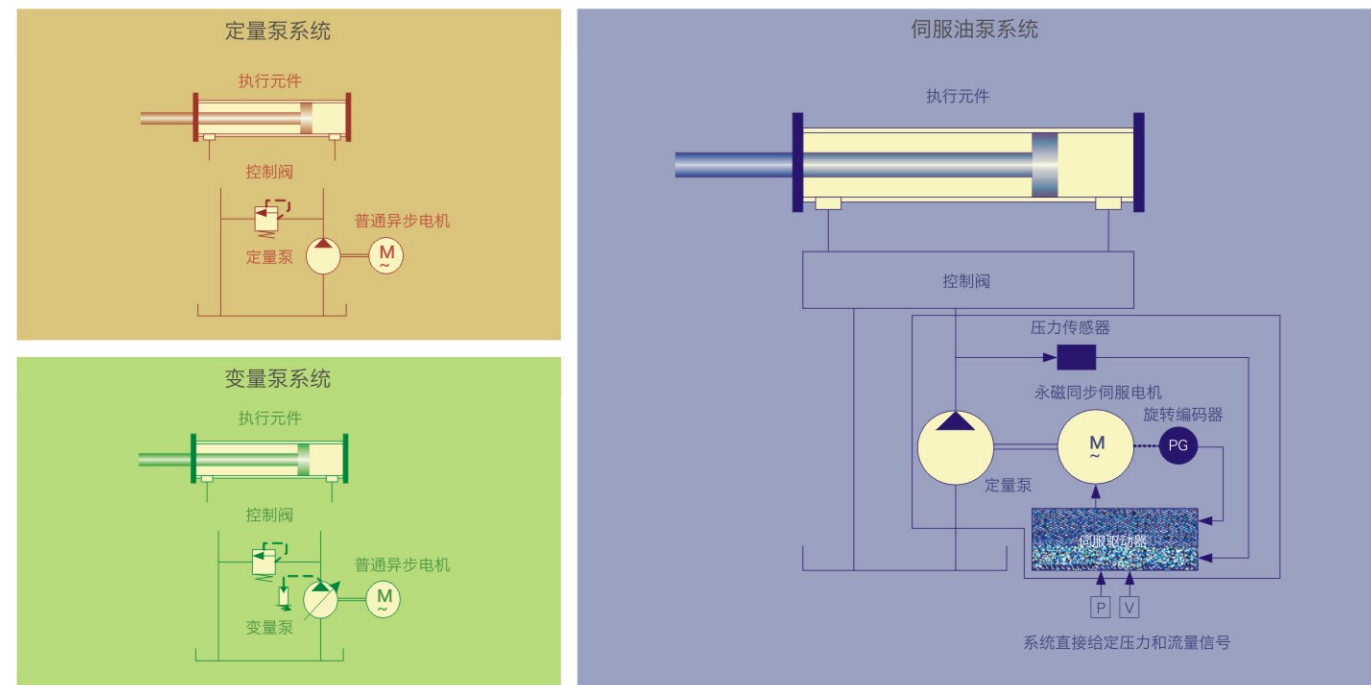 定量泵系统
执行元件
控制阀
普通异步电机
定量泵
M
~
变量泵系统
执行元件
控制阀
普通异步电机
M
~
变量泵
伺服油泵系统
执行元件
控制阀
压力传感器
永磁同步伺服电机
旋转编码器
M
~
PG
定量泵
伺服驱动器
P
V
系统直接给定压力和流量信号